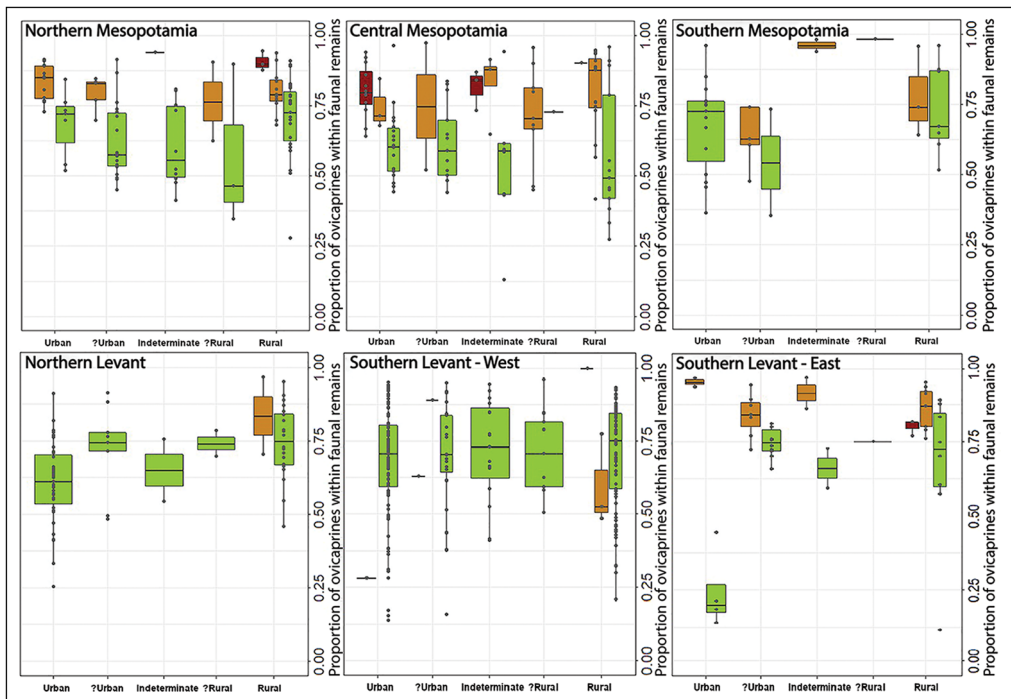 Northern Mesopotamia
1.00
0.75
0.50
0.25
0.00
Proportion of ovicaprines within faunal remains
Urban ?Urban Indeterminate ?Rural Rural
Central Mesopotamia
1.00
0.75
0.50
0.25
0.00
Proportion of ovicaprines within faunal remains
Urban ?Urban Indeterminate ?Rural Rural
Southern Mesopotamia
1.00
0.75
0.50
0.25
0.00
Proportion of ovicaprines within faunal remains
Urban ?Urban Indeterminate ?Rural Rural
Northern Levant
1.00
0.75
0.50
0.25
0.00
Proportion of ovicaprines within faunal remains
Urban ?Urban Indeterminate ?Rural Rural
Southern Levant - West
1.00
0.75
0.50
0.25
0.00
Proportion of ovicaprines within faunal remains
Urban ?Urban Indeterminate ?Rural Rural
Southern Levant - East
1.00
0.75
0.50
0.25
0.00
Proportion of ovicaprines within faunal remains
Urban ?Urban Indeterminate ?Rural Rural